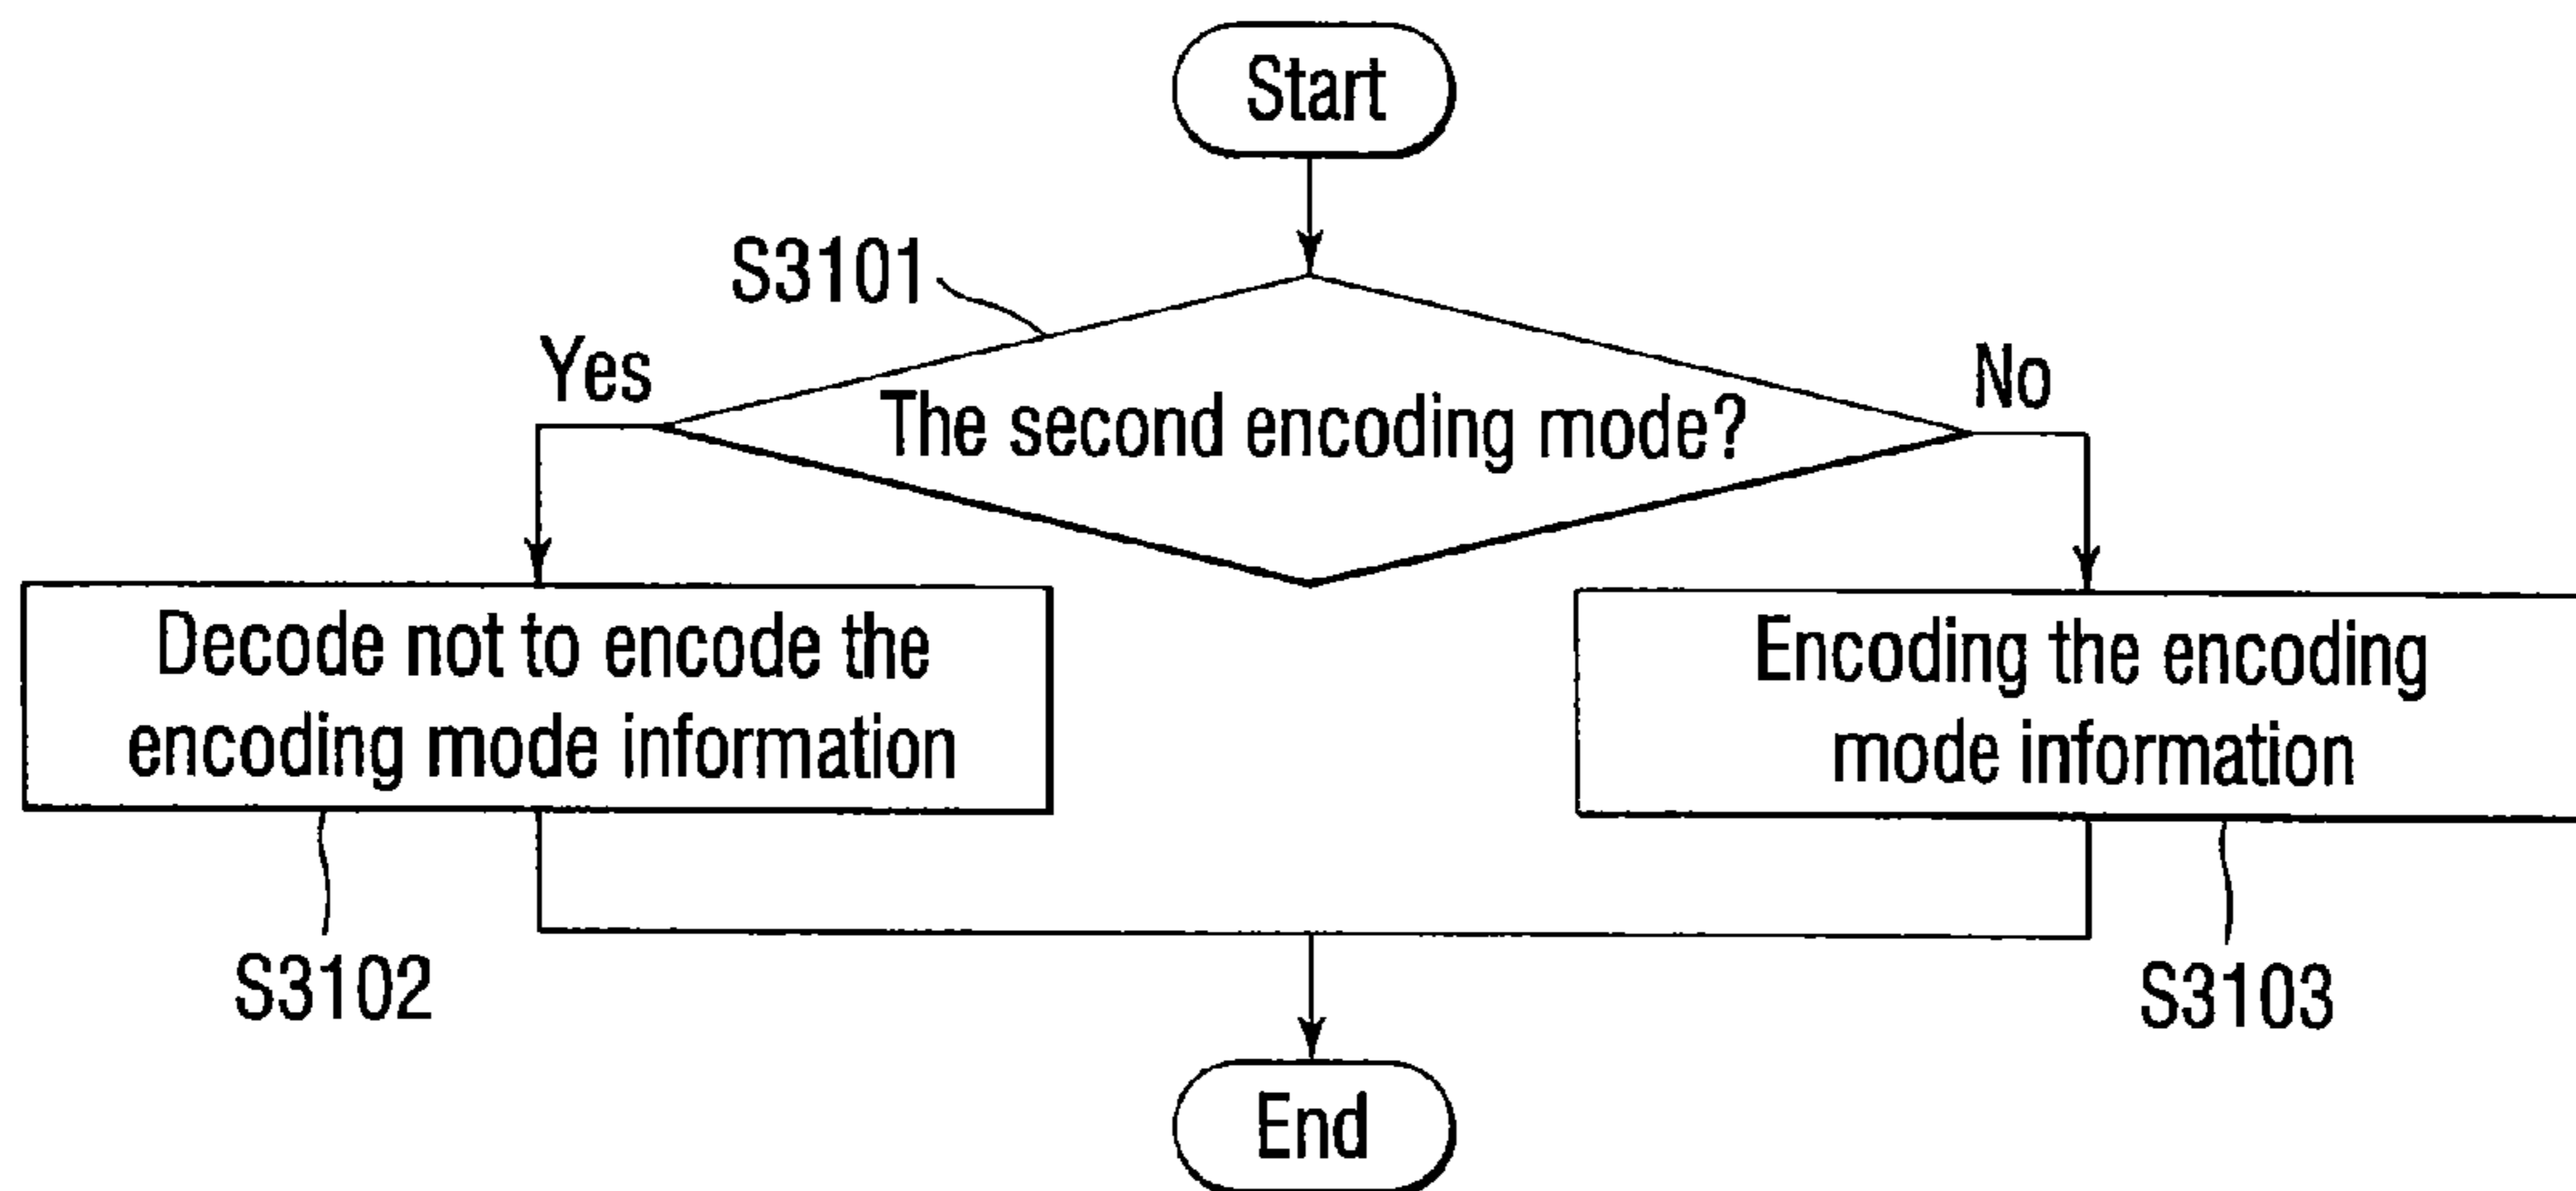 Start
S3101
Yes
No
The second encoding mode?
Decode not to encode the
encoding mode information
Encoding the encoding
mode information
S3102
S3103
End